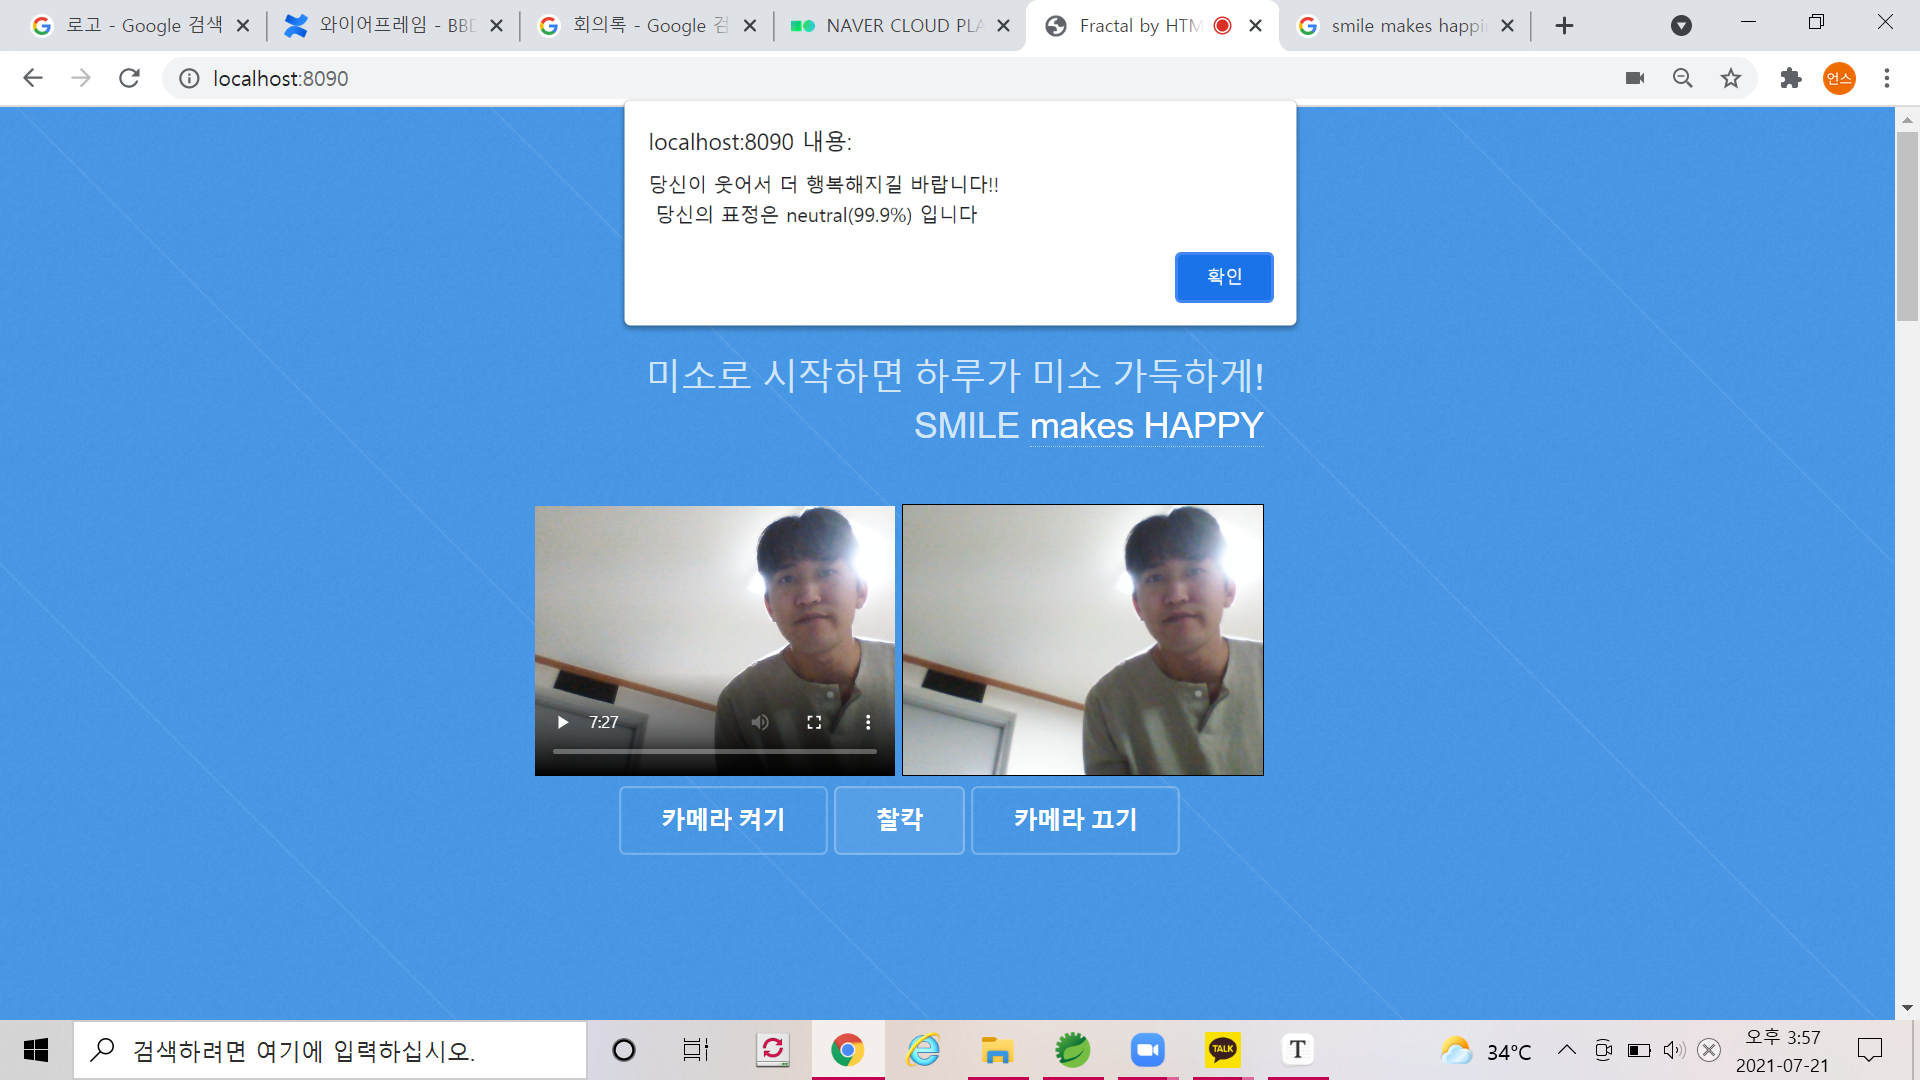 로고 - Google 검색
와이어프레임 - BBD
회의록 - Google 검
NAVER CLOUD PLA
Fractal by HTM
smile makes happi
localhost:8090
언스
localhost:8090 내용:
당신이 웃어서 더 행복해지길 바랍니다!!
당신의 표정은 neutral(99.9%) 입니다
확인
미소로 시작하면 하루가 미소 가득하게!
SMILE makes HAPPY
7:27
카메라 켜기
찰칵
카메라 끄기
검색하려면 여기에 입력하십시오.
TALK
T
34°C
오후 3:57
2021-07-21